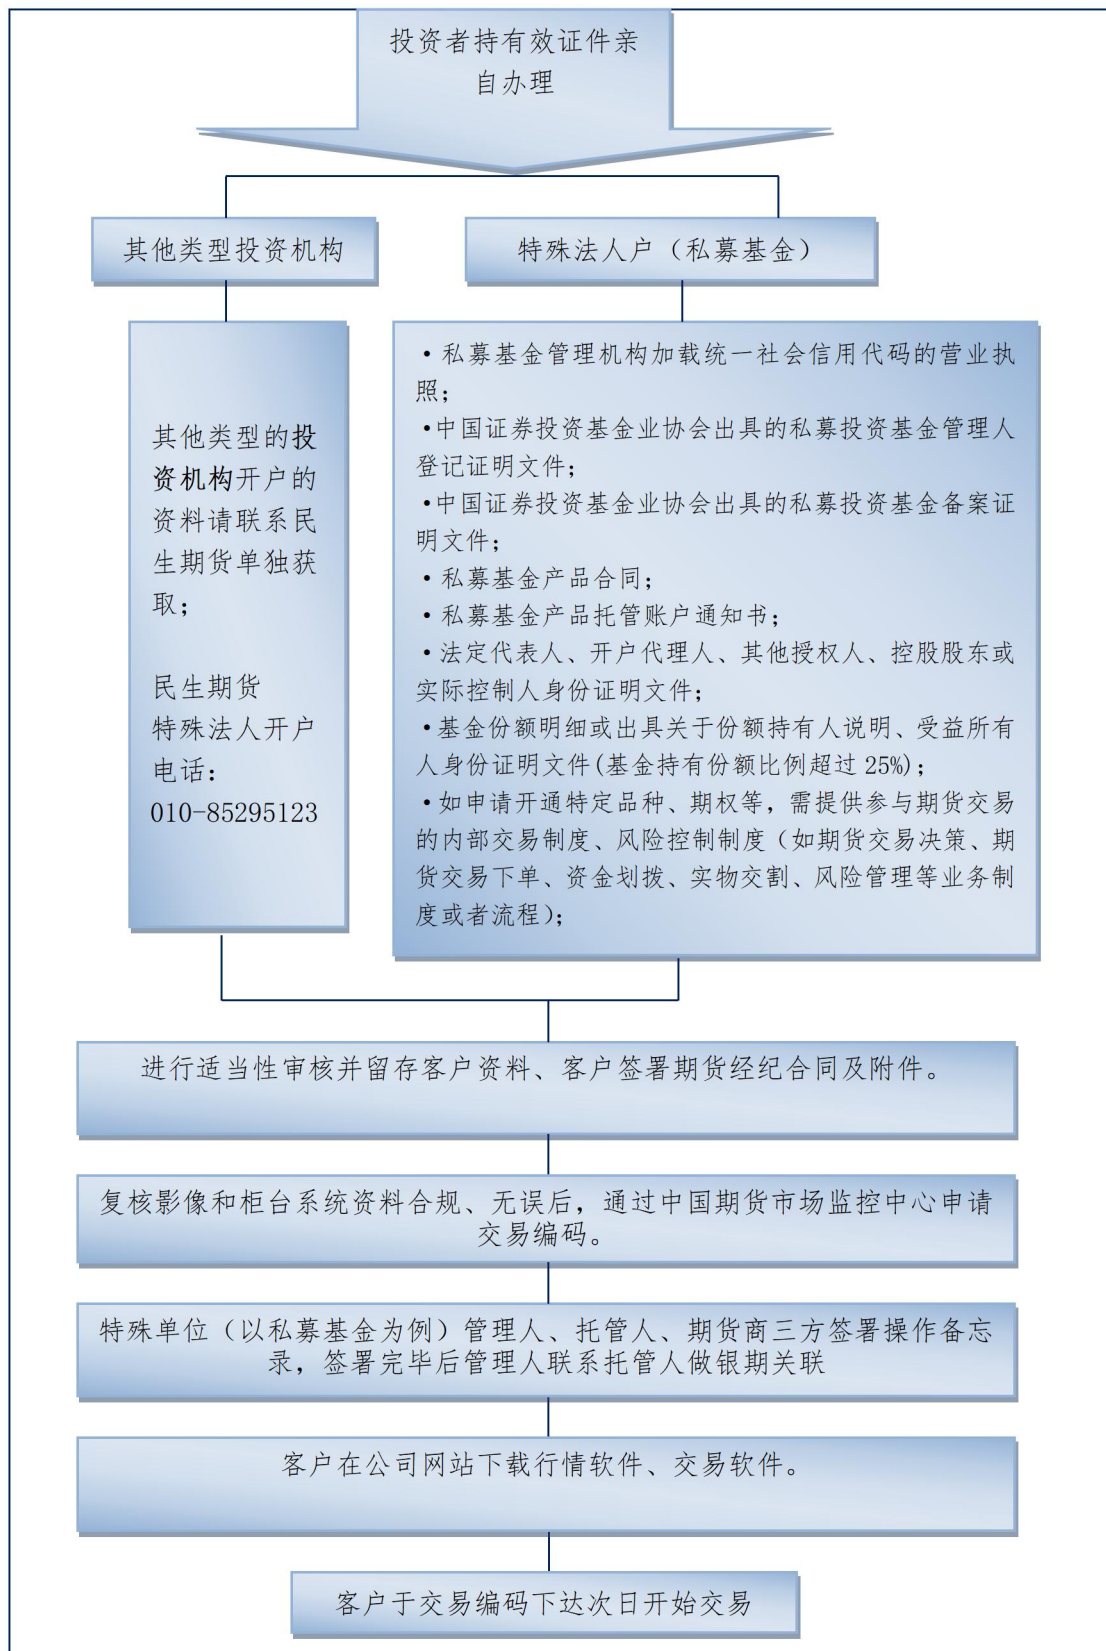 投资者持有效证件亲
自办理
其他类型投资机构
特殊法人户（私募基金）
其他类型的投
资机构开户的
资料请联系民
生期货单独获
取；
民生期货
特殊法人开户
电话：
010-85295123
·私募基金管理机构加载统一社会信用代码的营业执
照；
·中国证券投资基金业协会出具的私募投资基金管理人
登记证明文件；
·中国证券投资基金业协会出具的私募投资基金备案证
明文件；
·私募基金产品合同；
·私募基金产品托管账户通知书；
·法定代表人、开户代理人、其他授权人、控股股东或
实际控制人身份证明文件；
·基金份额明细或出具关于份额持有人说明、受益所有
人身份证明文件(基金持有份额比例超过 25%)；
·如申请开通特定品种、期权等，需提供参与期货交易
的内部交易制度、风险控制制度（如期货交易决策、期
货交易下单、资金划拨、实物交割、风险管理等业务制
度或者流程）；
进行适当性审核并留存客户资料、客户签署期货经纪合同及附件。
复核影像和柜台系统资料合规、无误后，通过中国期货市场监控中心申请
交易编码。
特殊单位（以私募基金为例）管理人、托管人、期货商三方签署操作备忘
录，签署完毕后管理人联系托管人做银期关联
客户在公司网站下载行情软件、交易软件。
客户于交易编码下达次日开始交易